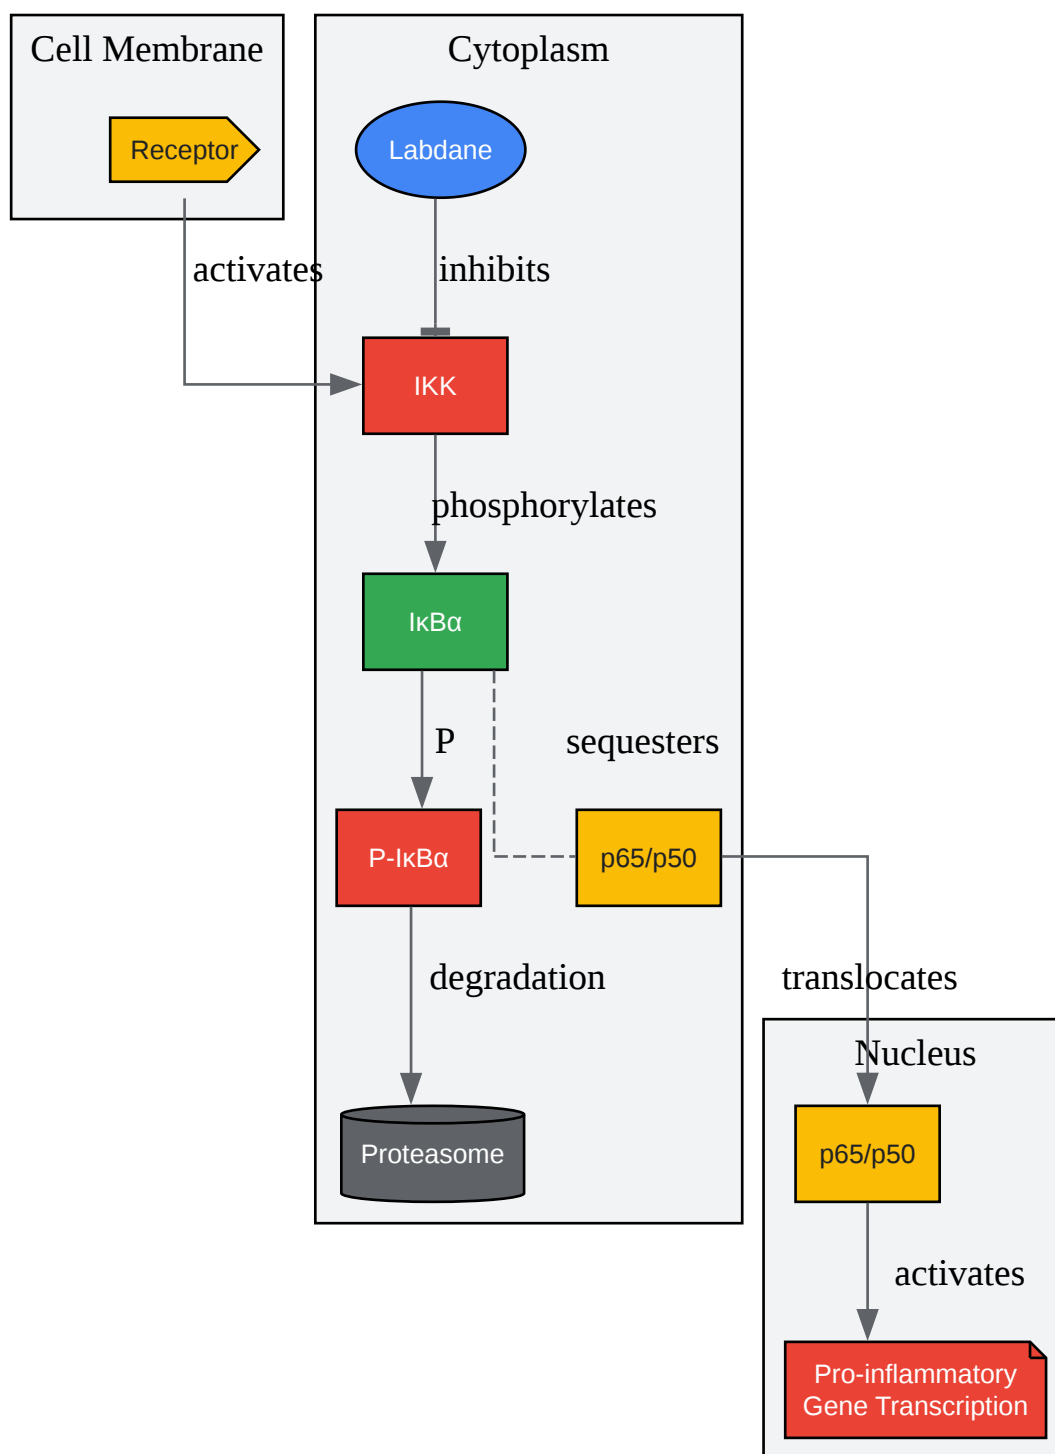 Cell Membrane
Cytoplasm
Receptor
Labdane
activates
inhibits
IKK
phosphorylates
IκBα
P
sequesters
P-IκBα
p65/p50
degradation
translocates
Nucleus
Proteasome
p65/p50
activates
Pro-inflammatory
Gene Transcription